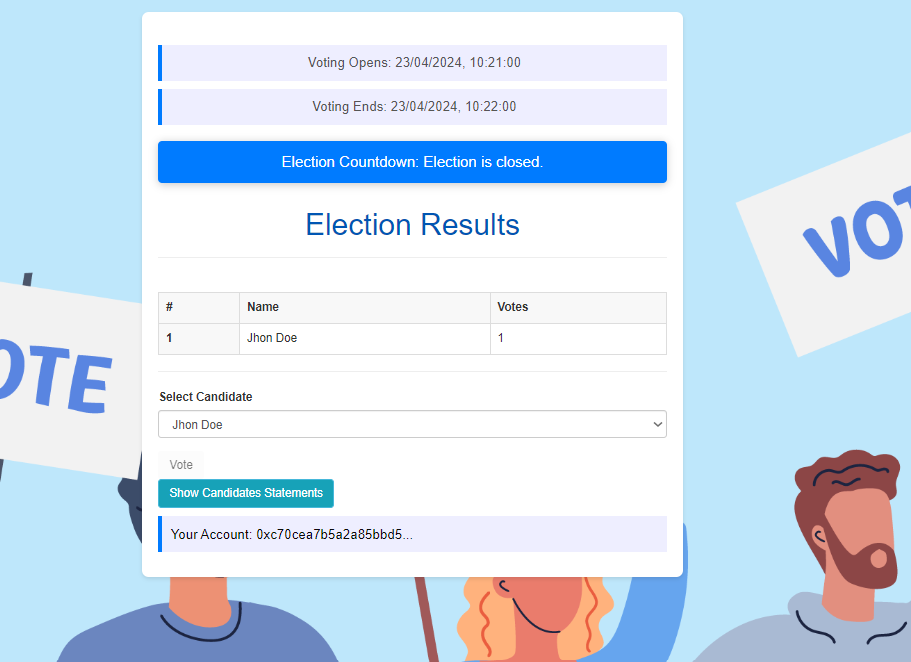 Voting Opens: 23/04/2024, 10:21:00
Voting Ends: 23/04/2024, 10:22:00
Election Countdown: Election is closed.
Election Results
# Name Votes
1 Jhon Doe 1
Select Candidate
Jhon Doe
Vote
Show Candidates Statements
Your Account: 0xc70cea7b5a2a85bbd5...
OTE
VOT